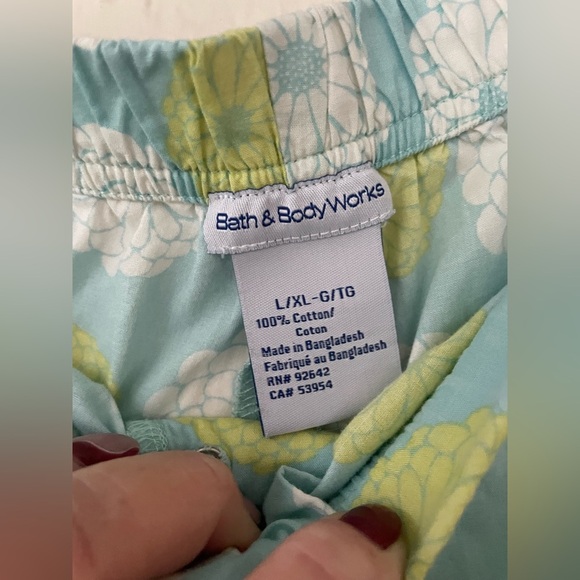 Bath & Body Works
L/XL-G/TG
100% Cotton/
Coton
Made in Bangladesh
Fabriqué au Bangladesh
RN# 92642
CA# 53954